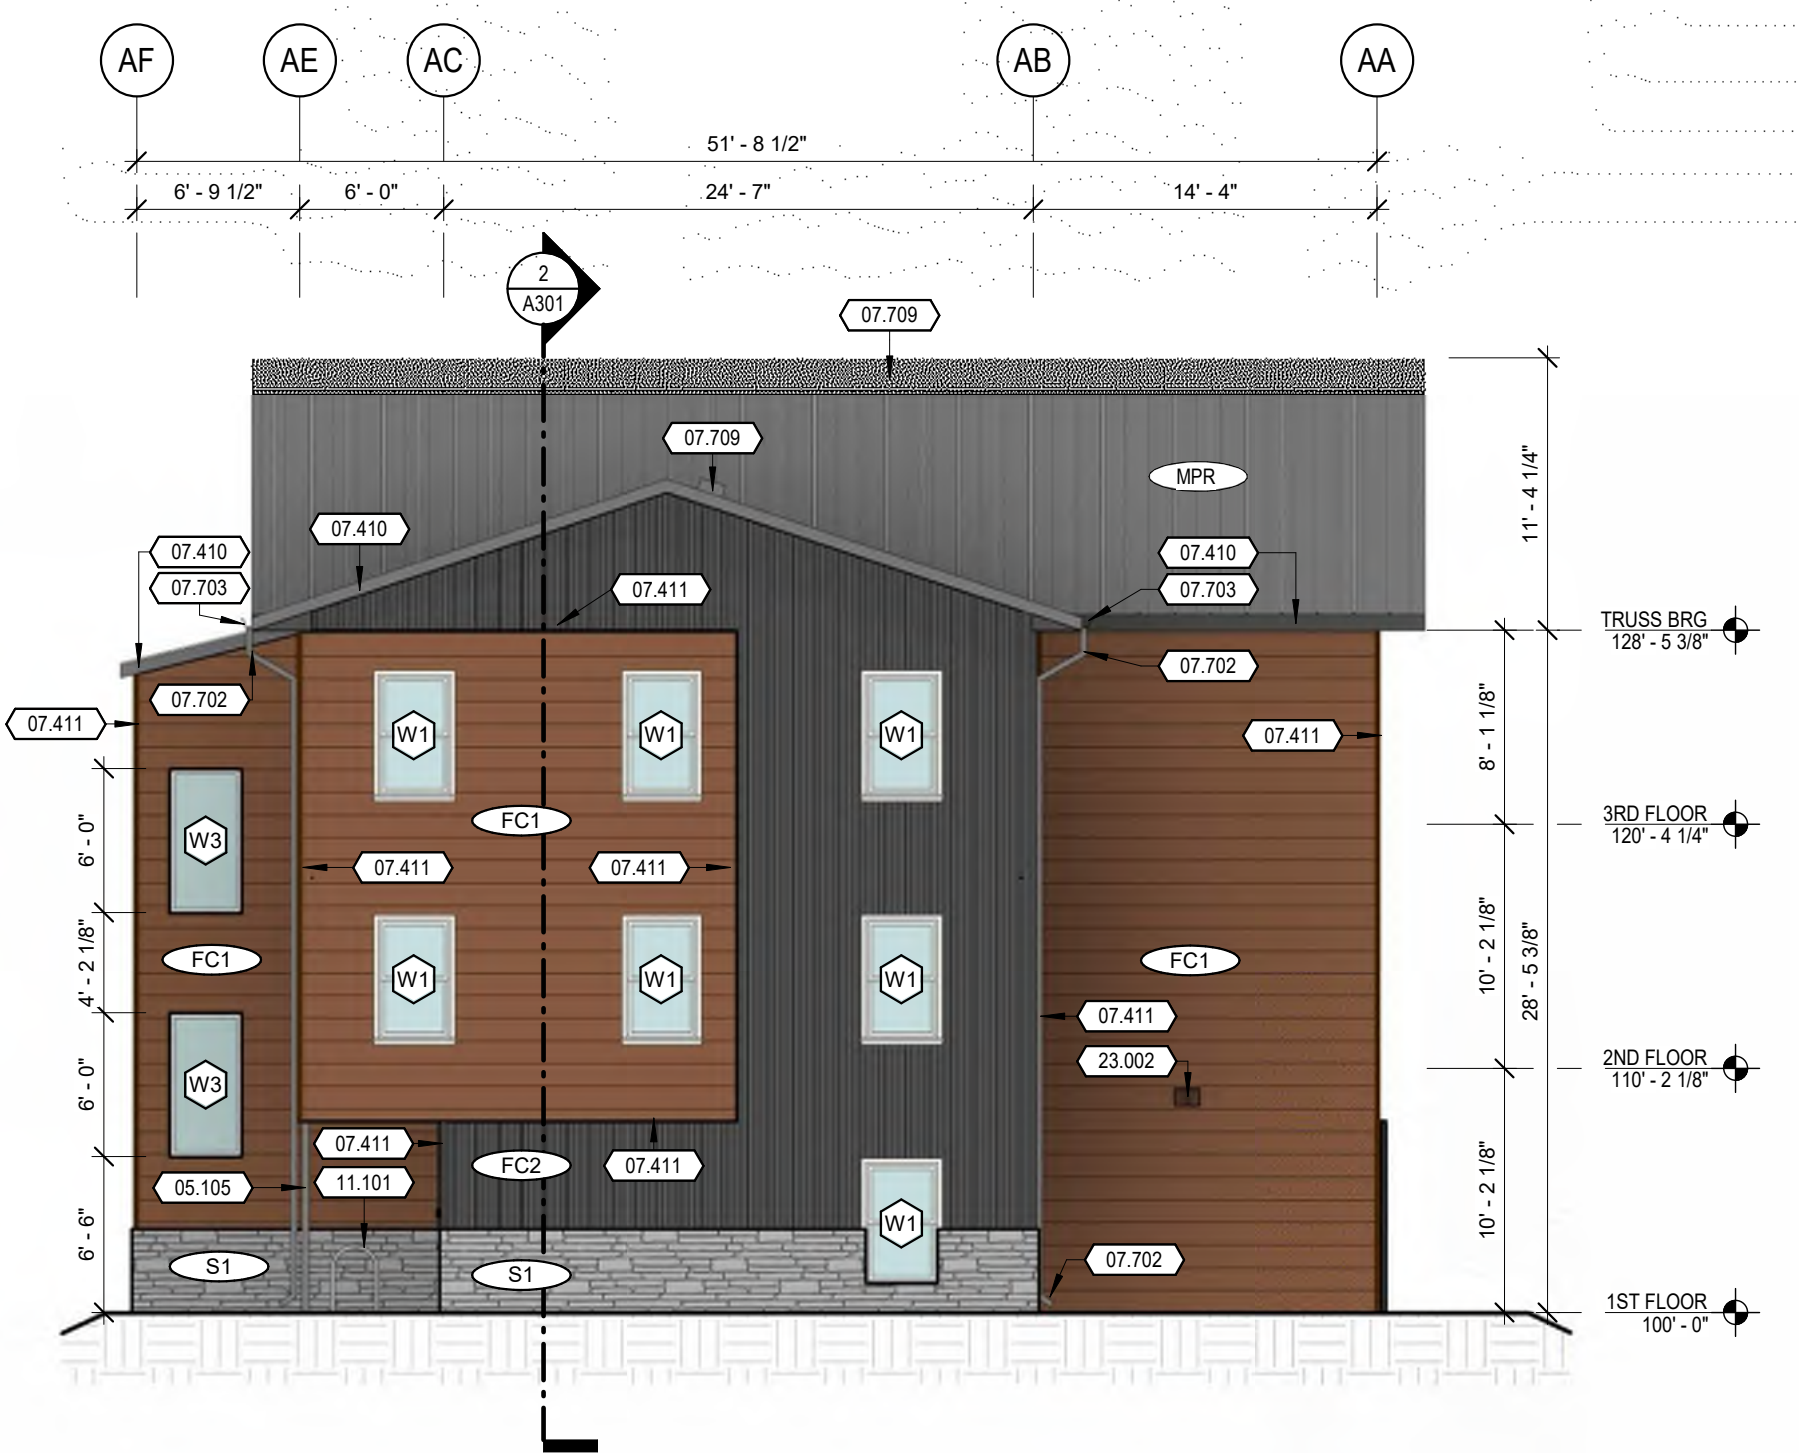 AF AE AC AB AA
51' - 8 1/2"
6' - 9 1/2" 6' - 0" 24' - 7" 14' - 4"
2
A301
07.709
07.709
MPR
11' - 4 1/4"
07.410
07.410
07.410
07.703
07.411
07.703
TRUSS BRG
128' - 5 3/8"
07.702
07.702
07.411
W1 W1 W1
07.411
8' - 1 1/8"
6' - 0"
W3
FC1
3RD FLOOR
120' - 4 1/4"
07.411
07.411
4' - 2 1/8"
FC1
W1 W1 W1
FC1
10' - 2 1/8"
28' - 5 3/8"
07.411
23.002
2ND FLOOR
110' - 2 1/8"
6' - 0"
W3
07.411
FC2
07.411
05.105
11.101
10' - 2 1/8"
6' - 6"
W1
S1
S1
07.702
1ST FLOOR
100' - 0"